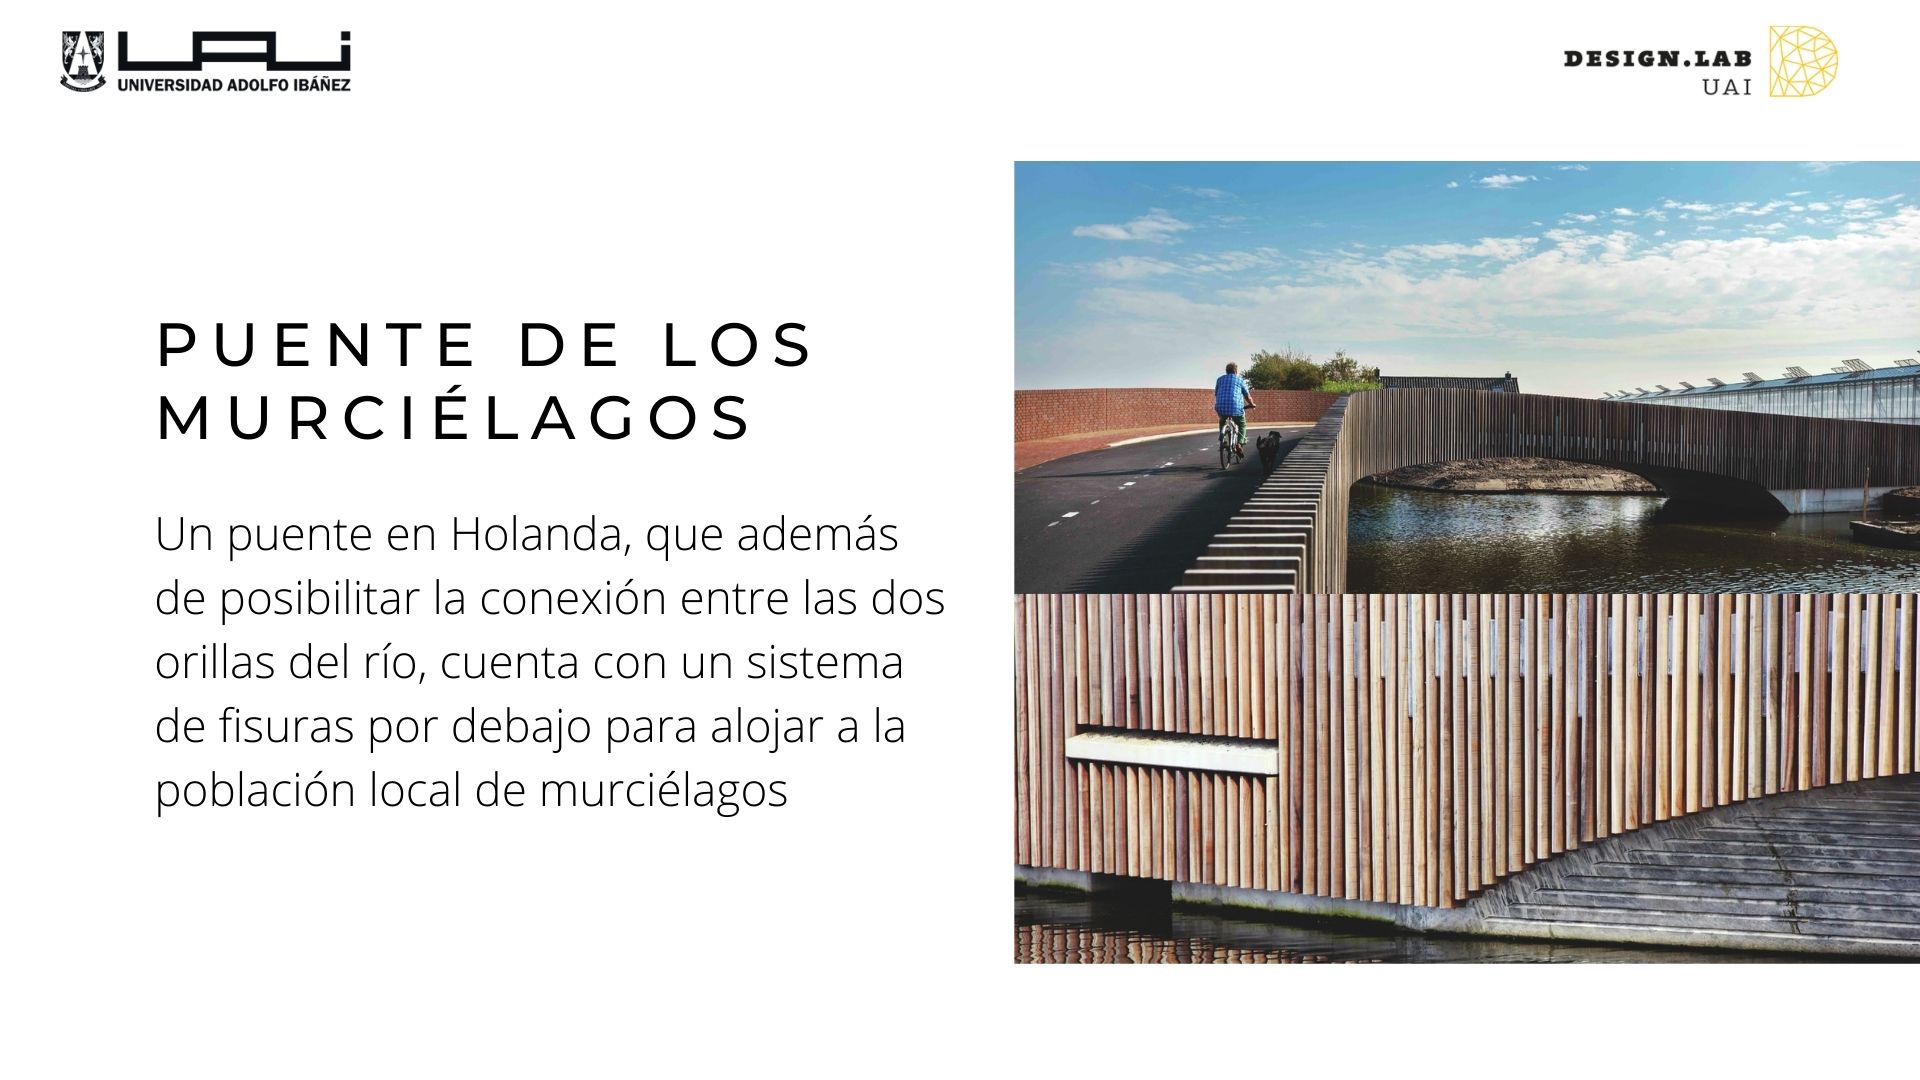 UNIVERSIDAD ADOLFO IBÁÑEZ
DESIGN.LAB
UAI
PUENTE DE LOS
MURCIÉLAGOS
Un puente en Holanda, que además
de posibilitar la conexión entre las dos
orillas del río, cuenta con un sistema
de fisuras por debajo para alojar a la
población local de murciélagos